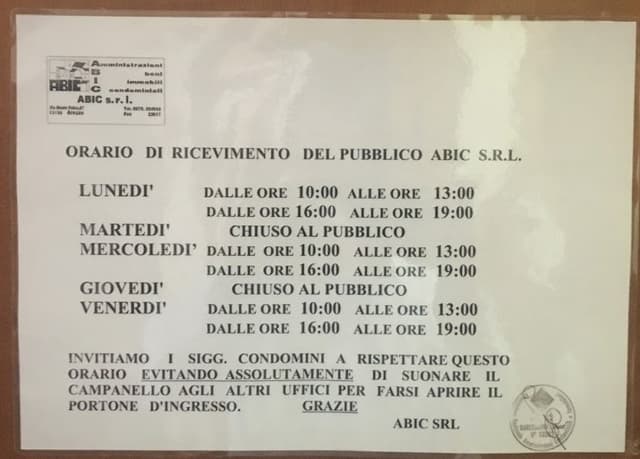 Amministrazioni
beni
immobili
condominiali
ABIC
ABIC s.r.l.
ORARIO DI RICEVIMENTO DEL PUBBLICO ABIC S.R.L.
LUNEDI' DALLE ORE 10:00 ALLE ORE 13:00
DALLE ORE 16:00 ALLE ORE 19:00
MARTEDI' CHIUSO AL PUBBLICO
MERCOLEDI' DALLE ORE 10:00 ALLE ORE 13:00
DALLE ORE 16:00 ALLE ORE 19:00
GIOVEDI' CHIUSO AL PUBBLICO
VENERDI' DALLE ORE 10:00 ALLE ORE 13:00
DALLE ORE 16:00 ALLE ORE 19:00
INVITIAMO I SIGG. CONDOMINI A RISPETTARE QUESTO
ORARIO EVITANDO ASSOLUTAMENTE DI SUONARE IL
CAMPANELLO AGLI ALTRI UFFICI PER FARSI APRIRE IL
PORTONE D'INGRESSO. GRAZIE
ABIC SRL